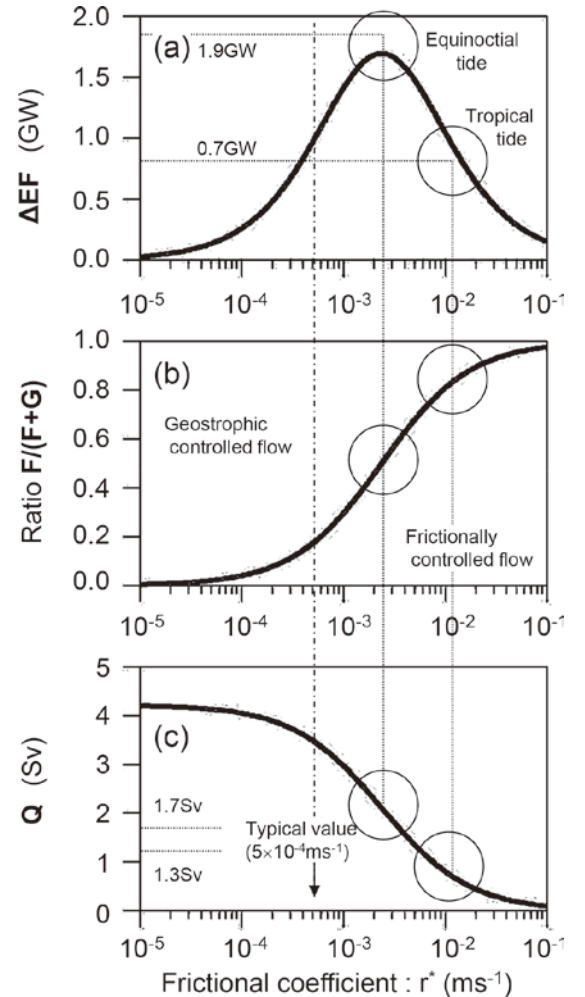 2.0
(a)
Equinoctial
tide
1.9GW
1.5
Tropical
tide
1.0
0.7GW
0.5
0.0
ΔEF (GW)
10⁻⁵ 10⁻⁴ 10⁻³ 10⁻² 10⁻¹
1.0
(b)
0.8
Geostrophic
controlled flow
0.6
0.4
Frictionally
controlled flow
0.2
0.0
Ratio F/(F+G)
10⁻⁵ 10⁻⁴ 10⁻³ 10⁻² 10⁻¹
5
(c)
4
3
1.7Sv
2
Typical value
(5×10⁻⁴ms⁻¹)
1
1.3Sv
0
Q (Sv)
10⁻⁵ 10⁻⁴ 10⁻³ 10⁻² 10⁻¹
Frictional coefficient : r* (ms⁻¹)